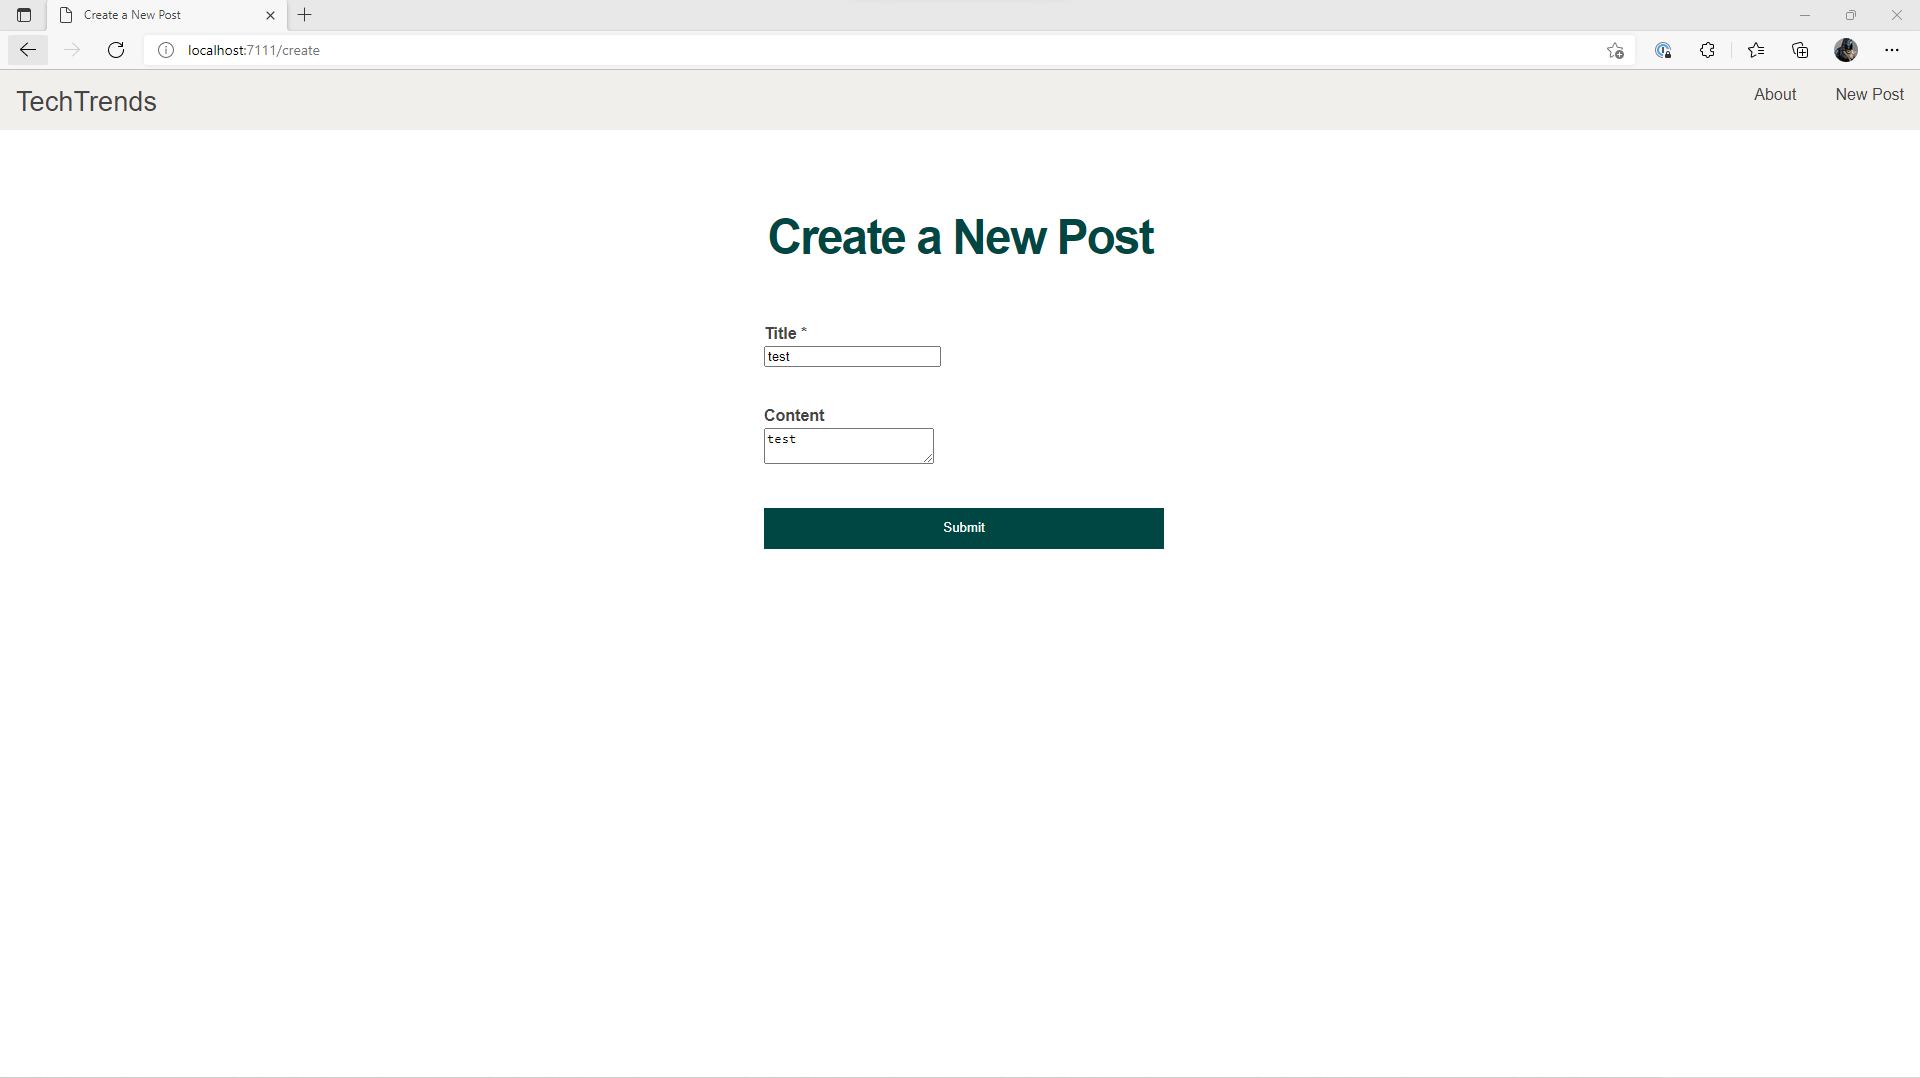 Create a New Post
localhost:7111/create
TechTrends
About
New Post
Create a New Post
Title *
test
Content
test
Submit